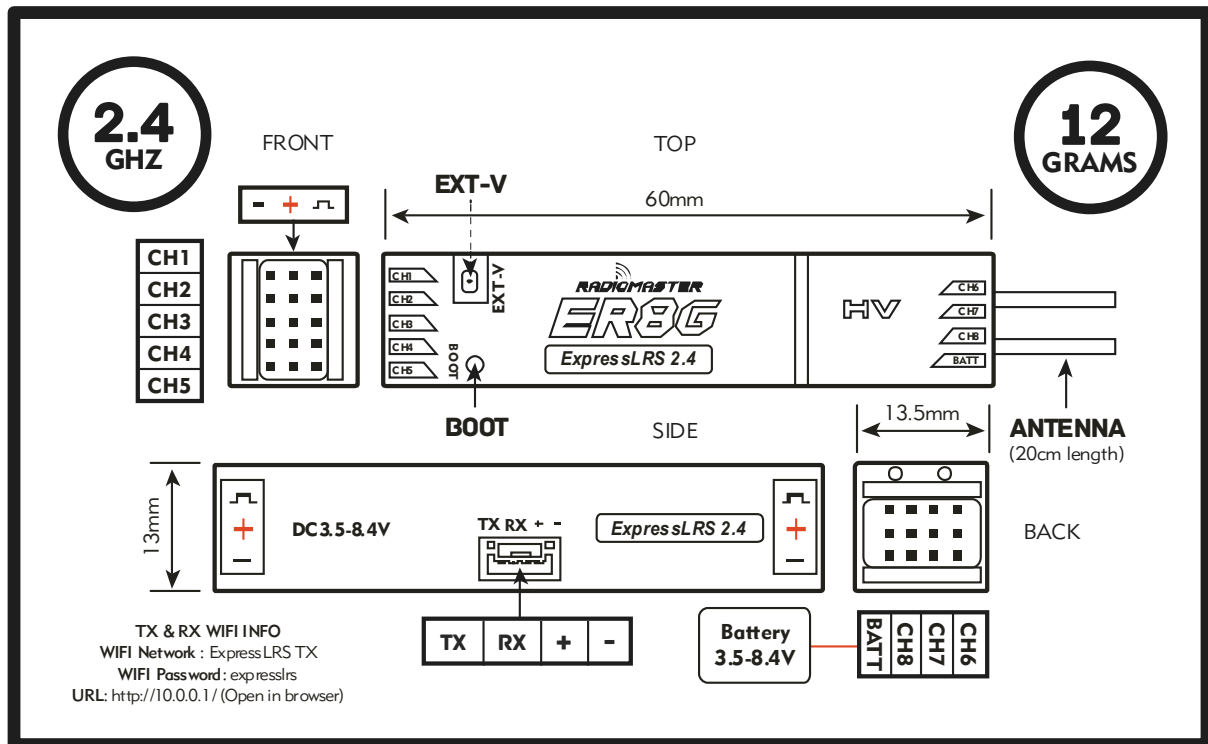 2.4
GHZ
FRONT
TOP
12
GRAMS
EXT-V
60mm
- +
CH1
CH2
CH3
CH4
CH5
CH1
CH2
CH3
CH4
CH5
EXT-V
BOOT
RADIOMASTER
ER8G
ExpressLRS 2.4
HV
CH6
CH7
CH8
BATT
BOOT
SIDE
13.5mm
ANTENNA
(20cm length)
13mm
+
-
DC3.5-8.4V
TX RX + -
ExpressLRS 2.4
+
-
BACK
TX RX + -
Battery
3.5-8.4V
BATT
CH8
CH7
CH6
TX & RX WIFI INFO
WIFI Network : ExpressLRS TX
WIFI Password: expresslrs
URL: http://10.0.0.1/ (Open in browser)